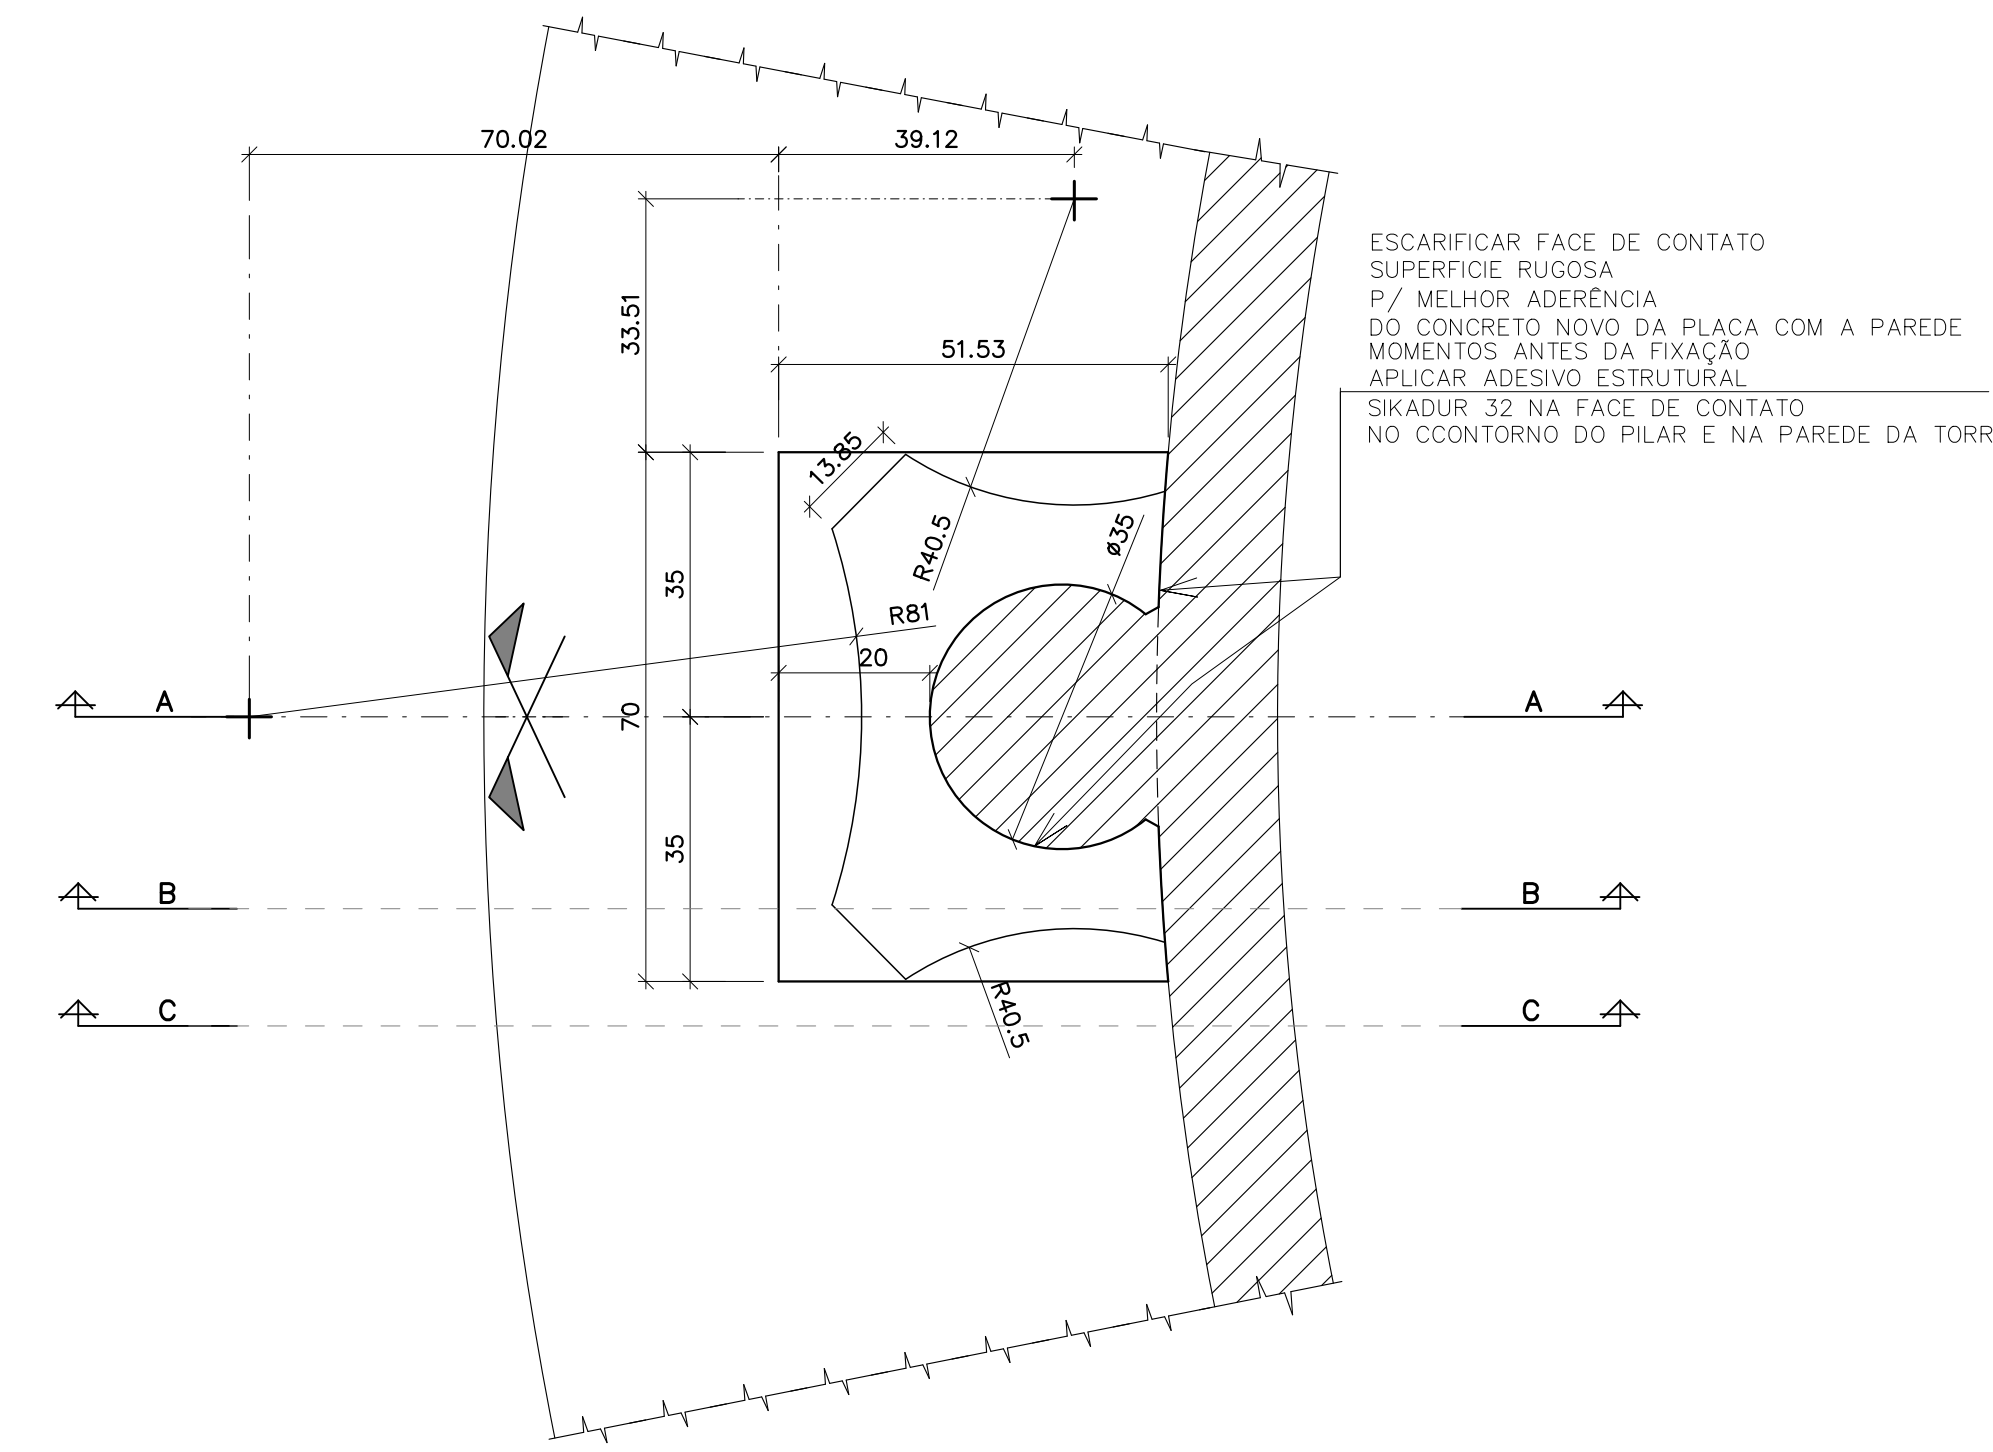 70.02
39.12
33.51
51.53
ESCARIFICAR FACE DE CONTATO
SUPERFICIE RUGOSA
P/ MELHOR ADERÊNCIA
DO CONCRETO NOVO DA PLACA COM A PAREDE
MOMENTOS ANTES DA FIXAÇÃO
APLICAR ADESIVO ESTRUTURAL
SIKADUR 32 NA FACE DE CONTATO
NO CCONTORNO DO PILAR E NA PAREDE DA TORR
13.85
R40.5
ø35
35
R81
20
70
A
A
35
B
B
R40.5
C
C